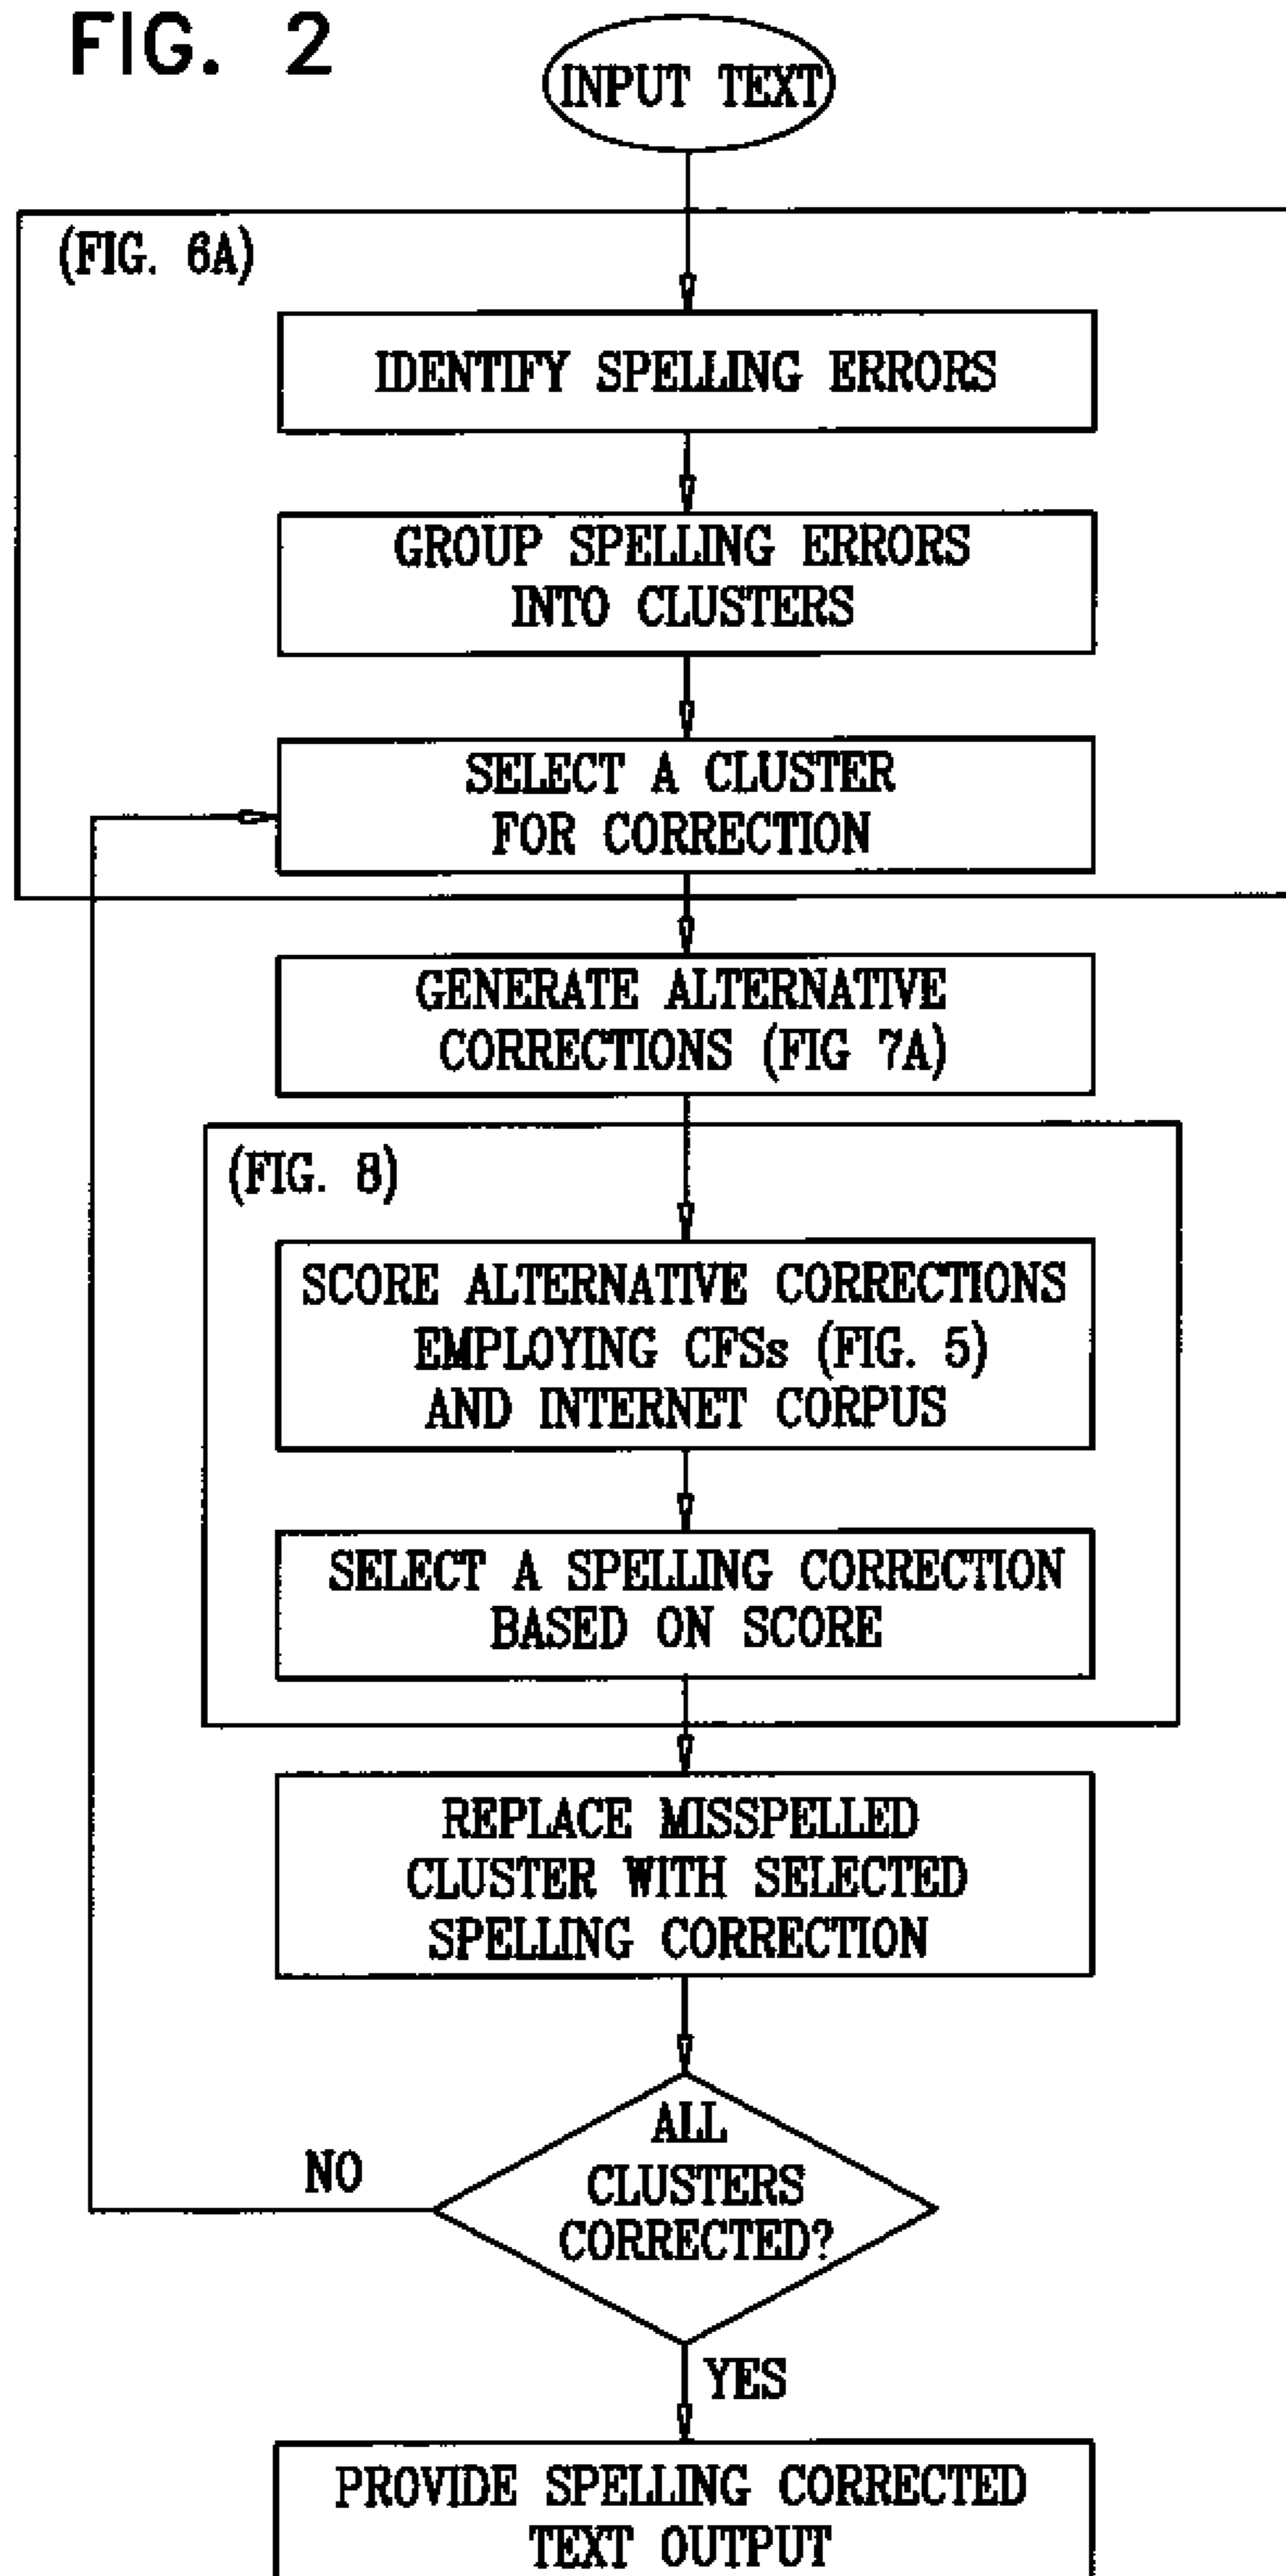 FIG. 2
INPUT TEXT
(FIG. 6A)
IDENTIFY SPELLING ERRORS
GROUP SPELLING ERRORS
INTO CLUSTERS
SELECT A CLUSTER
FOR CORRECTION
GENERATE ALTERNATIVE
CORRECTIONS (FIG 7A)
(FIG. 8)
SCORE ALTERNATIVE CORRECTIONS
EMPLOYING CFSs (FIG. 5)
AND INTERNET CORPUS
SELECT A SPELLING CORRECTION
BASED ON SCORE
REPLACE MISSPELLED
CLUSTER WITH SELECTED
SPELLING CORRECTION
ALL
CLUSTERS
CORRECTED?
NO
YES
PROVIDE SPELLING CORRECTED
TEXT OUTPUT